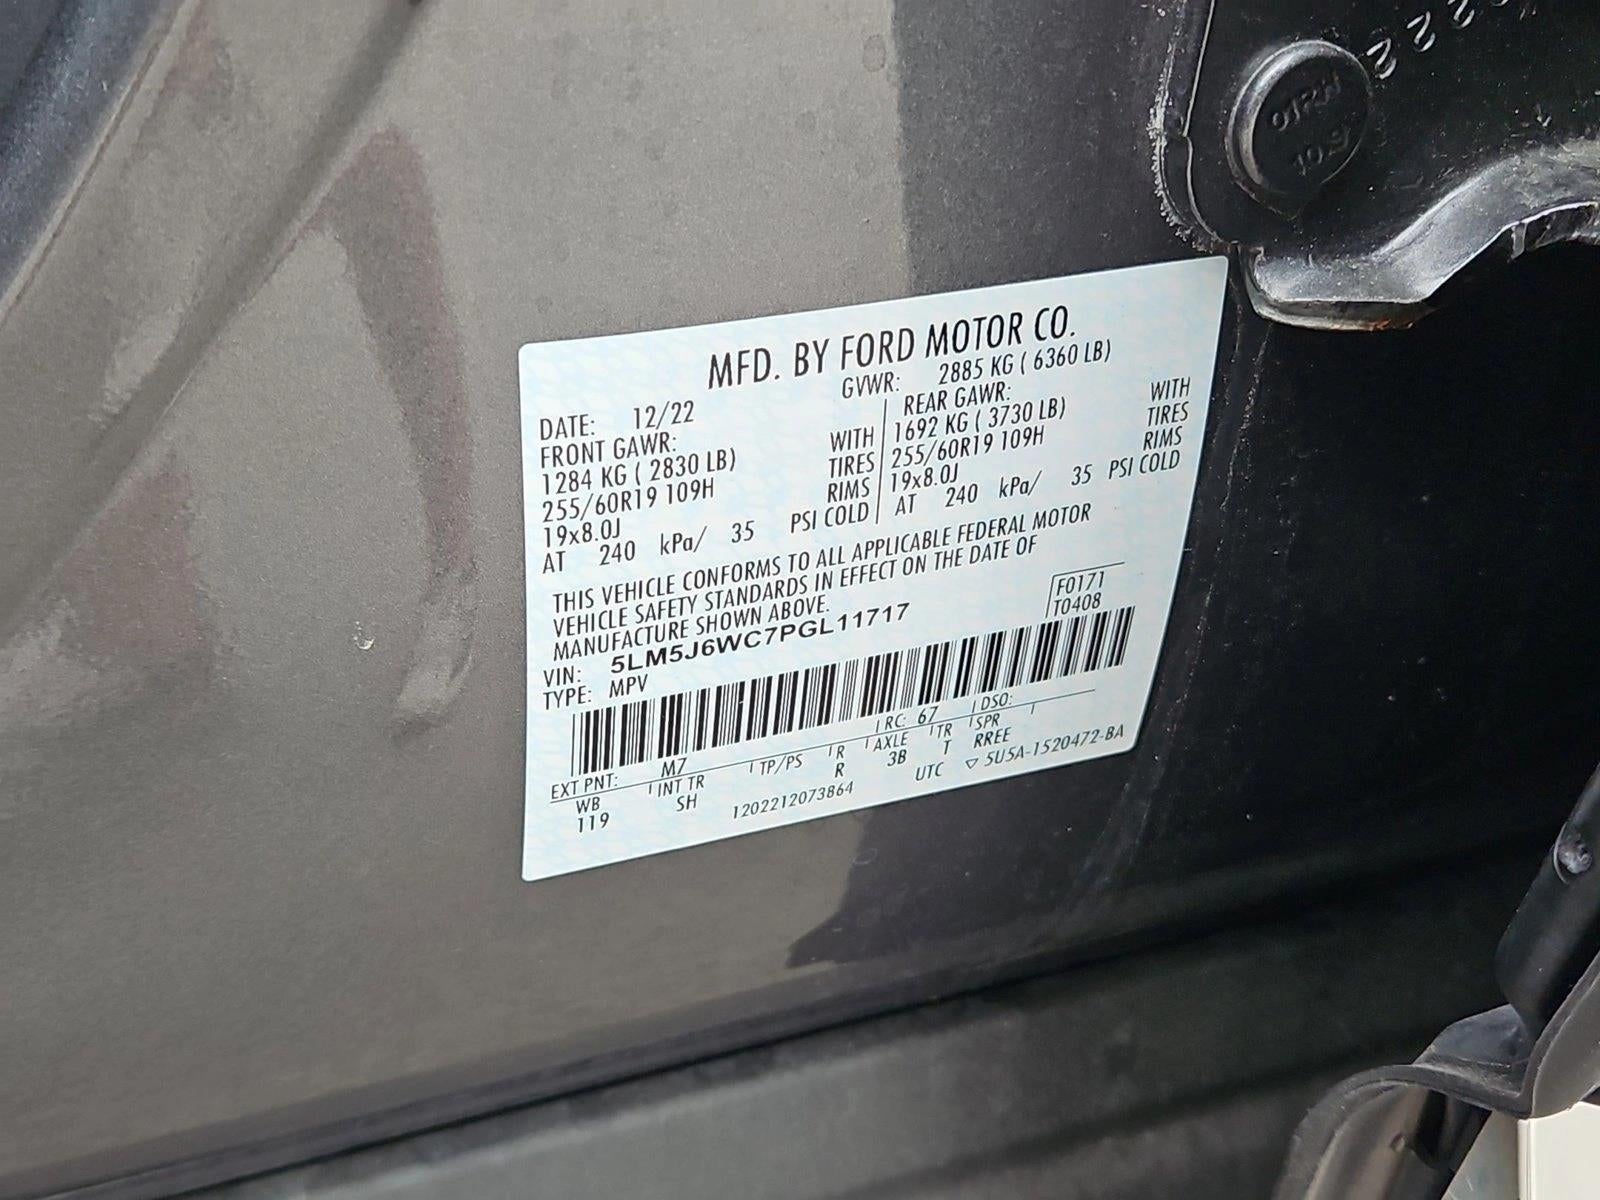 2222
OTRW
10.9
MFD. BY FORD MOTOR CO.
DATE: 12/22 GVWR: 2885 KG ( 6360 LB)
FRONT GAWR: REAR GAWR:
1284 KG ( 2830 LB) WITH 1692 KG ( 3730 LB) WITH
255/60R19 109H TIRES 255/60R19 109H TIRES
19x8.0J RIMS 19x8.0J RIMS
AT 240 kPa/ 35 PSI COLD AT 240 kPa/ 35 PSI COLD
THIS VEHICLE CONFORMS TO ALL APPLICABLE FEDERAL MOTOR
VEHICLE SAFETY STANDARDS IN EFFECT ON THE DATE OF
MANUFACTURE SHOWN ABOVE.
F0171
T0408
VIN: 5LM5J6WC7PGL11717
TYPE: MPV
EXT PNT: M7 RC: 67 DSO:
WB INT TR TP/PS R AXLE TR SPR
119 SH R 3B T RREE
1202212073864 UTC ▽ 5U5A-1520472-BA